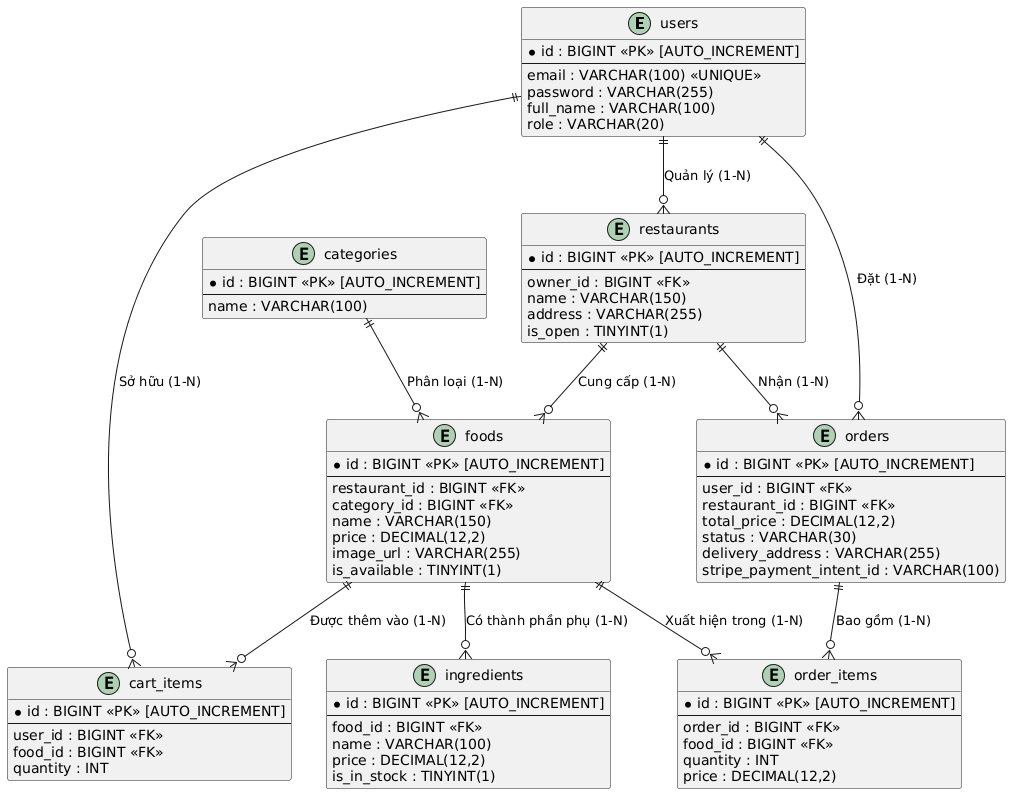 E users
* id : BIGINT «PK» [AUTO_INCREMENT]
email : VARCHAR(100) «UNIQUE»
password : VARCHAR(255)
full_name : VARCHAR(100)
role : VARCHAR(20)
Quản lý (1-N)
E restaurants
* id : BIGINT «PK» [AUTO_INCREMENT]
owner_id : BIGINT «FK»
name : VARCHAR(150)
address : VARCHAR(255)
is_open : TINYINT(1)
E categories
* id : BIGINT «PK» [AUTO_INCREMENT]
name : VARCHAR(100)
Đặt (1-N)
Sở hữu (1-N)
Phân loại (1-N)
Cung cấp (1-N)
Nhận (1-N)
E foods
* id : BIGINT «PK» [AUTO_INCREMENT]
restaurant_id : BIGINT «FK»
category_id : BIGINT «FK»
name : VARCHAR(150)
price : DECIMAL(12,2)
image_url : VARCHAR(255)
is_available : TINYINT(1)
E orders
* id : BIGINT «PK» [AUTO_INCREMENT]
user_id : BIGINT «FK»
restaurant_id : BIGINT «FK»
total_price : DECIMAL(12,2)
status : VARCHAR(30)
delivery_address : VARCHAR(255)
stripe_payment_intent_id : VARCHAR(100)
Được thêm vào (1-N)
Có thành phần phụ (1-N)
Xuất hiện trong (1-N)
Bao gồm (1-N)
E cart_items
* id : BIGINT «PK» [AUTO_INCREMENT]
user_id : BIGINT «FK»
food_id : BIGINT «FK»
quantity : INT
E ingredients
* id : BIGINT «PK» [AUTO_INCREMENT]
food_id : BIGINT «FK»
name : VARCHAR(100)
price : DECIMAL(12,2)
is_in_stock : TINYINT(1)
E order_items
* id : BIGINT «PK» [AUTO_INCREMENT]
order_id : BIGINT «FK»
food_id : BIGINT «FK»
quantity : INT
price : DECIMAL(12,2)